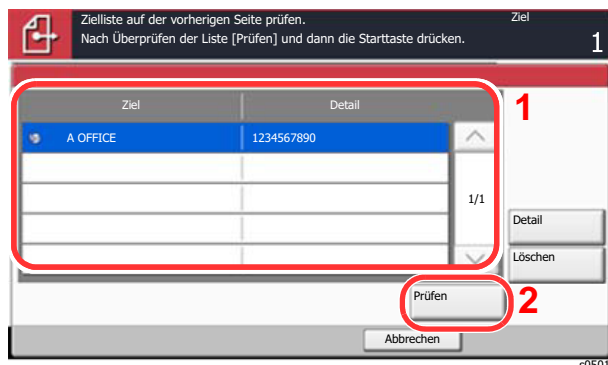 Zielliste auf der vorherigen Seite prüfen.
Nach Überprüfen der Liste [Prüfen] und dann die Starttaste drücken.
Ziel
1
Ziel
Detail
1
A OFFICE
1234567890
1/1
Detail
Löschen
Prüfen
2
Abbrechen
c0501